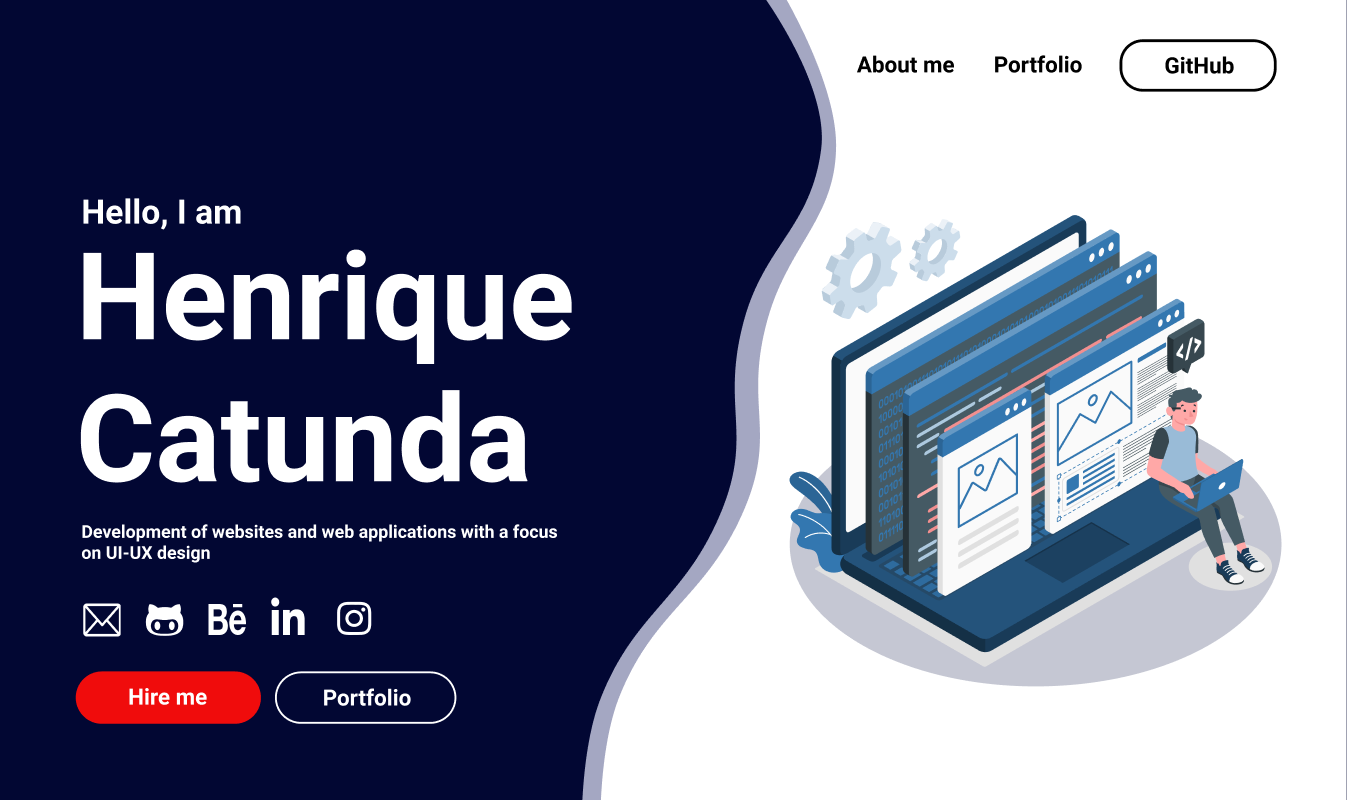 About me
Portfolio
GitHub
Hello, I am
Henrique
Catunda
Development of websites and web applications with a focus
on UI-UX design
Bē
in
Hire me
Portfolio